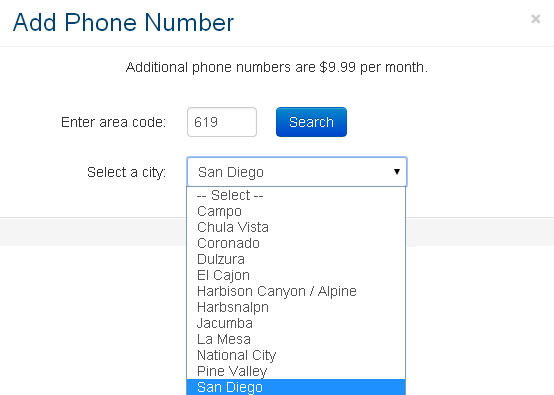 Add Phone Number ×
Additional phone numbers are $9.99 per month.
Enter area code: 619 Search
Select a city: San Diego
-- Select --
Campo
Chula Vista
Coronado
Dulzura
El Cajon
Harbison Canyon / Alpine
Harbsnalpn
Jacumba
La Mesa
National City
Pine Valley
San Diego